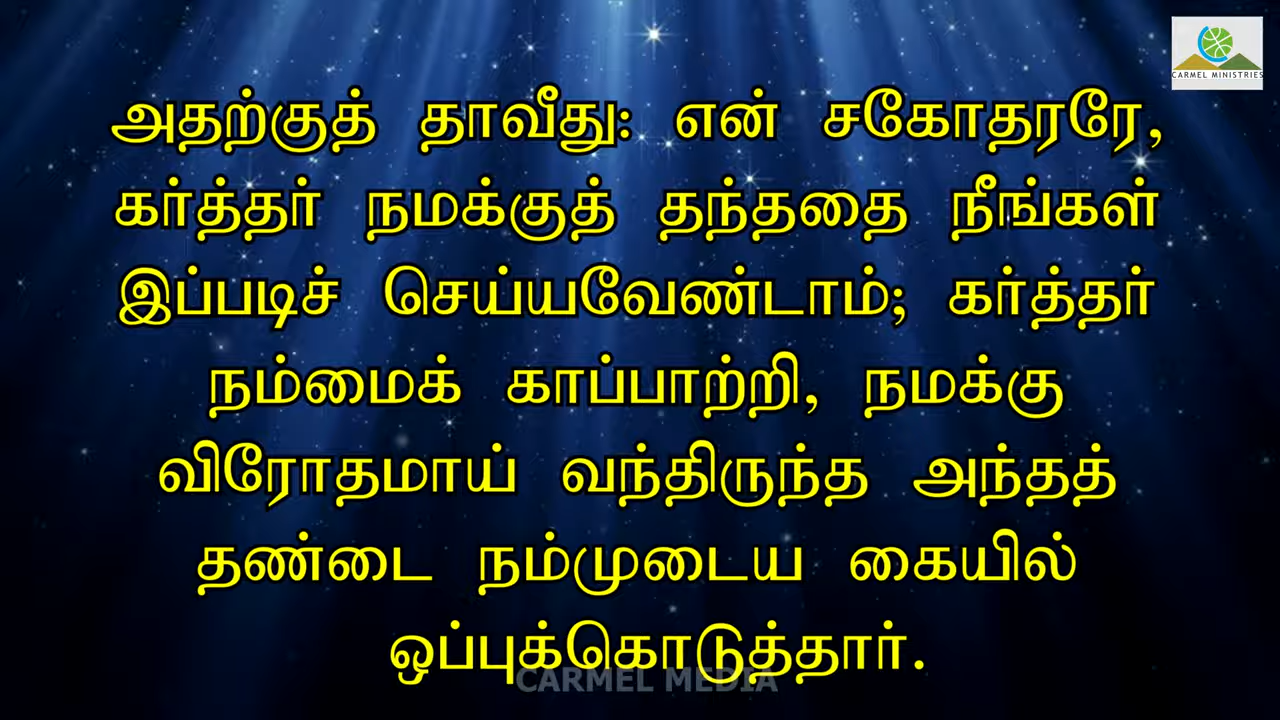 CARMEL MINISTRIES
அதற்குத் தாவீது: என் சகோதரரே,
கர்த்தர் நமக்குத் தந்ததை நீங்கள்
இப்படிச் செய்யவேண்டாம்; கர்த்தர்
நம்மைக் காப்பாற்றி, நமக்கு
விரோதமாய் வந்திருந்த அந்தத்
தண்டை நம்முடைய கையில்
ஒப்புக்கொடுத்தார்.
CARMEL MEDIA